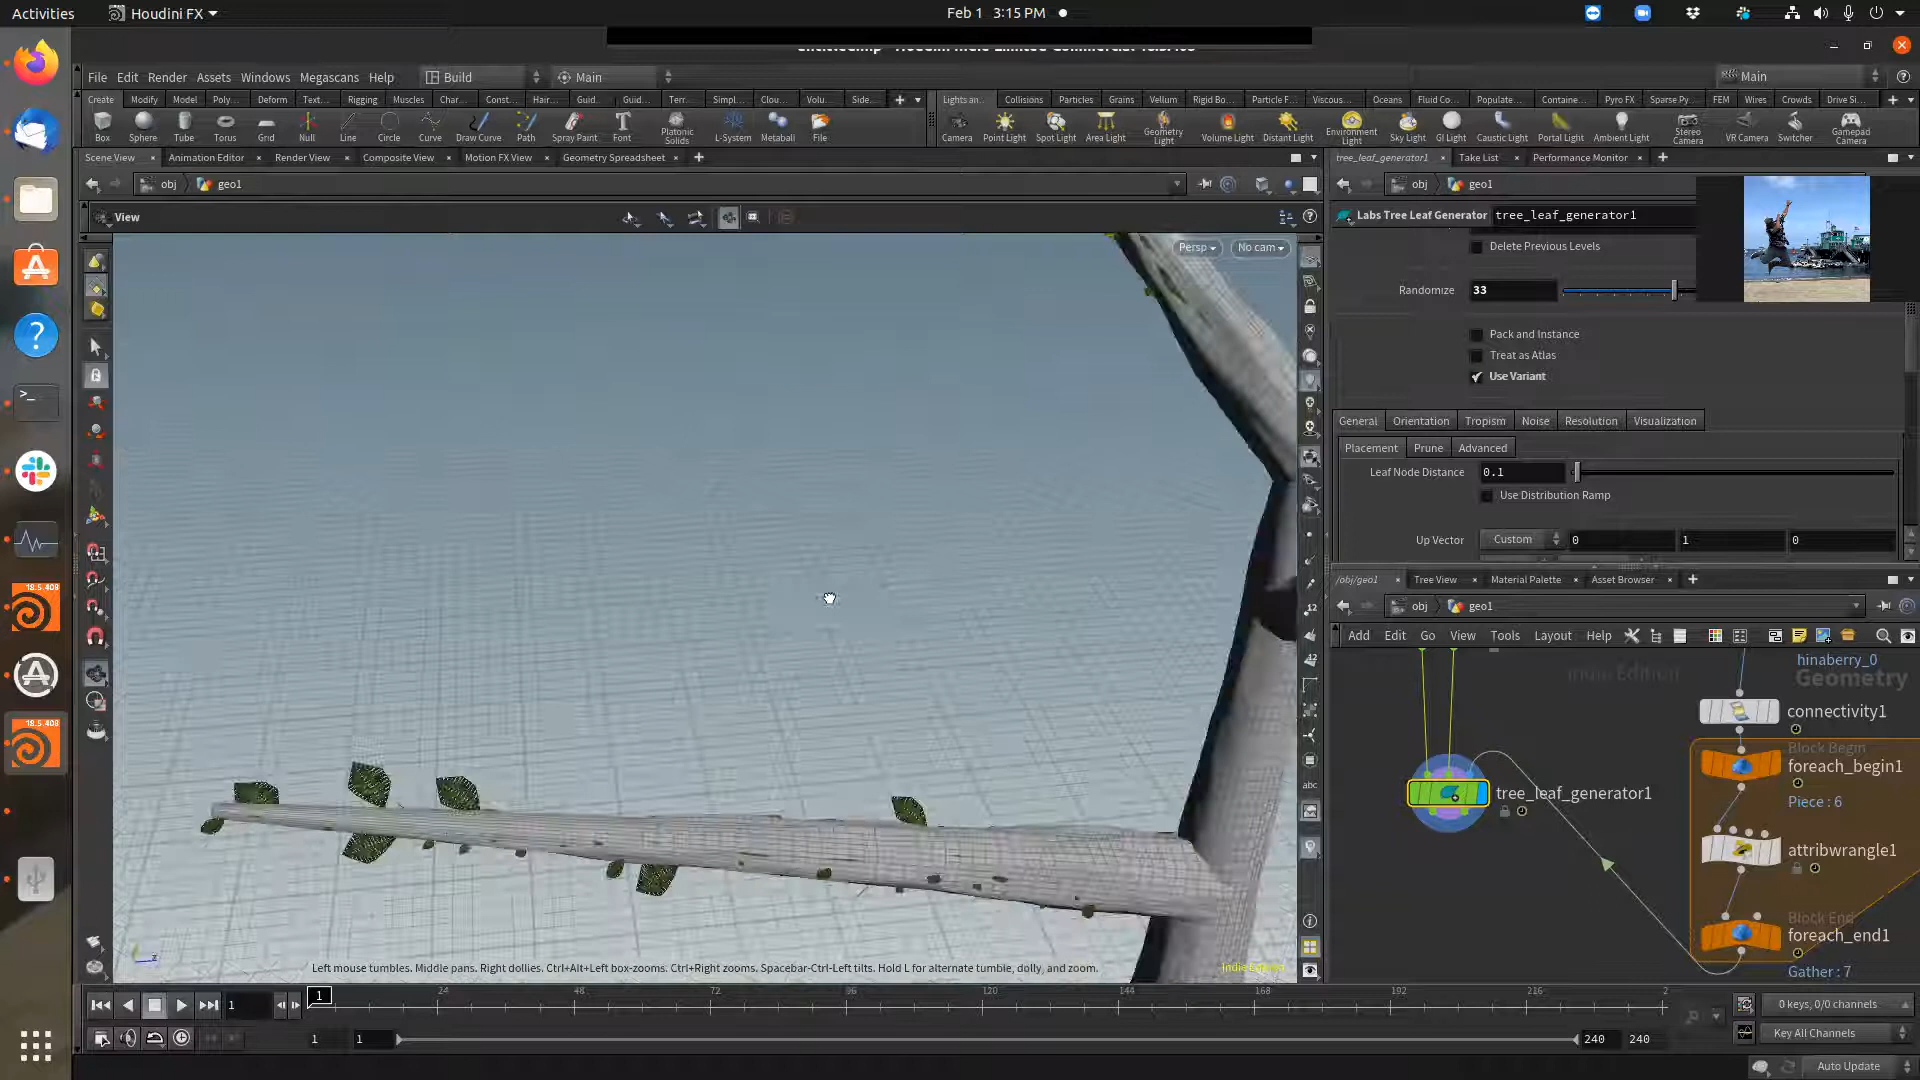 Activities
Houdini FX
Feb 1 3:15 PM
File Edit Render Assets Windows Megascans Help
Build
Main
Main
Create Modify Model Poly... Deform Text... Rigging Muscles Char... Const... Hair... Guid... Guid... Terr... Simpl... Clou... Volu... Side...
Lights an... Collisions Particles Grains Vellum Rigid Bo... Particle F... Viscous... Oceans Fluid Co... Populate... Containe... Pyro FX Sparse Py... FEM Wires Crowds Drive Si...
Box Sphere Tube Torus Grid Null Line Circle Curve Draw Curve Path Spray Paint Font Platonic Solids L-System Metaball File
Camera Point Light Spot Light Area Light Geometry Light Volume Light Distant Light Environment Light Sky Light GI Light Caustic Light Portal Light Ambient Light Stereo Camera VR Camera Switcher Gamepad Camera
Scene View Animation Editor Render View Composite View Motion FX View Geometry Spreadsheet
obj geo1
View
Persp
No cam
Left mouse tumbles. Middle pans. Right dollies. Ctrl+Alt+Left box-zooms. Ctrl+Right zooms. Spacebar-Ctrl-Left tilts. Hold L for alternate tumble, dolly, and zoom.
Indie Edition
tree_leaf_generator1 Take List Performance Monitor
obj geo1
Labs Tree Leaf Generator tree_leaf_generator1
Delete Previous Levels
Randomize 33
Pack and Instance
Treat as Atlas
Use Variant
General Orientation Tropism Noise Resolution Visualization
Placement Prune Advanced
Leaf Node Distance 0.1
Use Distribution Ramp
Up Vector Custom 0 1 0
/obj/geo1 Tree View Material Palette Asset Browser
obj geo1
Add Edit Go View Tools Layout Help
Indie Edition
Geometry
hinaberry_0
connectivity1
Block Begin
foreach_begin1
Piece : 6
tree_leaf_generator1
attribwrangle1
Block End
foreach_end1
Gather : 7
18.5.408
18.5.408
1
1
24 48 72 96 120 144 168 192 216 2
0 keys, 0/0 channels
1 1
240 240
Key All Channels
Auto Update